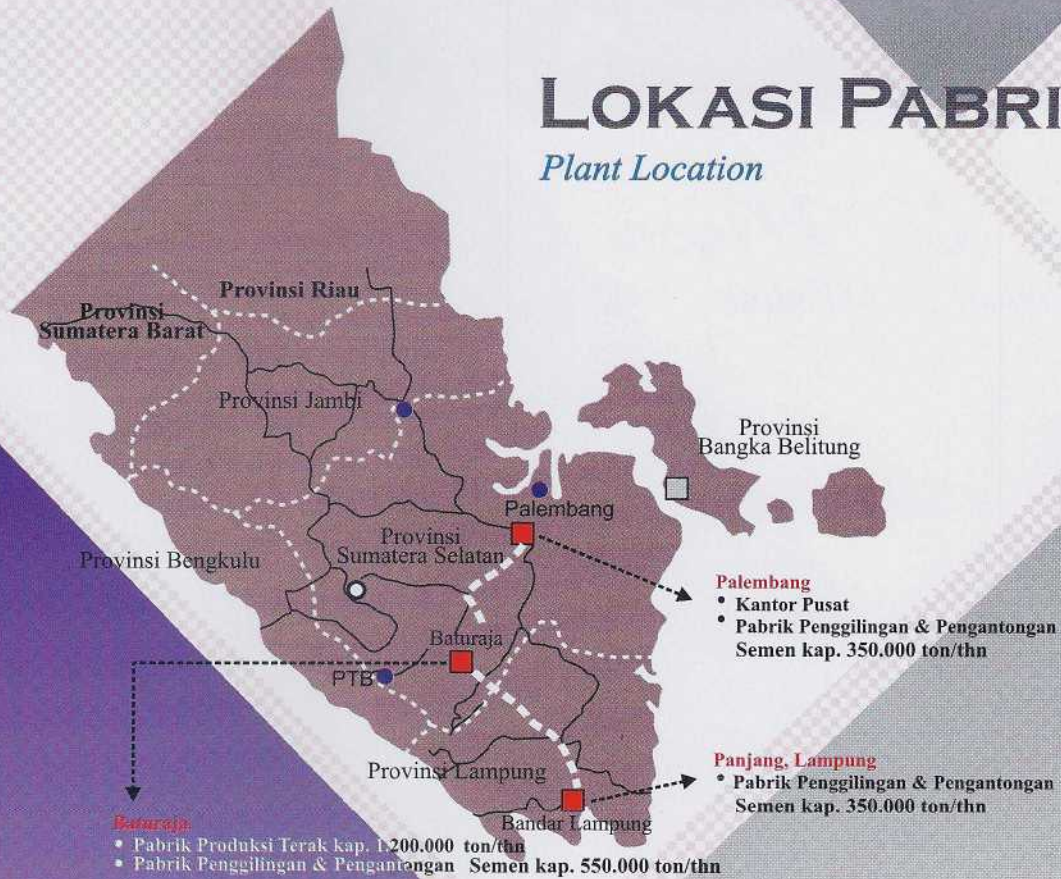 LOKASI PABRI
Plant Location
Provinsi Riau
Provinsi
Sumatera Barat
Provinsi Jambi
Provinsi
Bangka Belitung
Palembang
Provinsi
Sumatera Selatan
Provinsi Bengkulu
Palembang
• Kantor Pusat
• Pabrik Penggilingan & Pengantongan
Semen kap. 350.000 ton/thn
Baturaja
PTB
Provinsi Lampung
Panjang, Lampung
• Pabrik Penggilingan & Pengantongan
Semen kap. 350.000 ton/thn
Bandar Lampung
Baturaja
• Pabrik Produksi Terak kap. 1.200.000 ton/thn
• Pabrik Penggilingan & Pengantongan Semen kap. 550.000 ton/thn